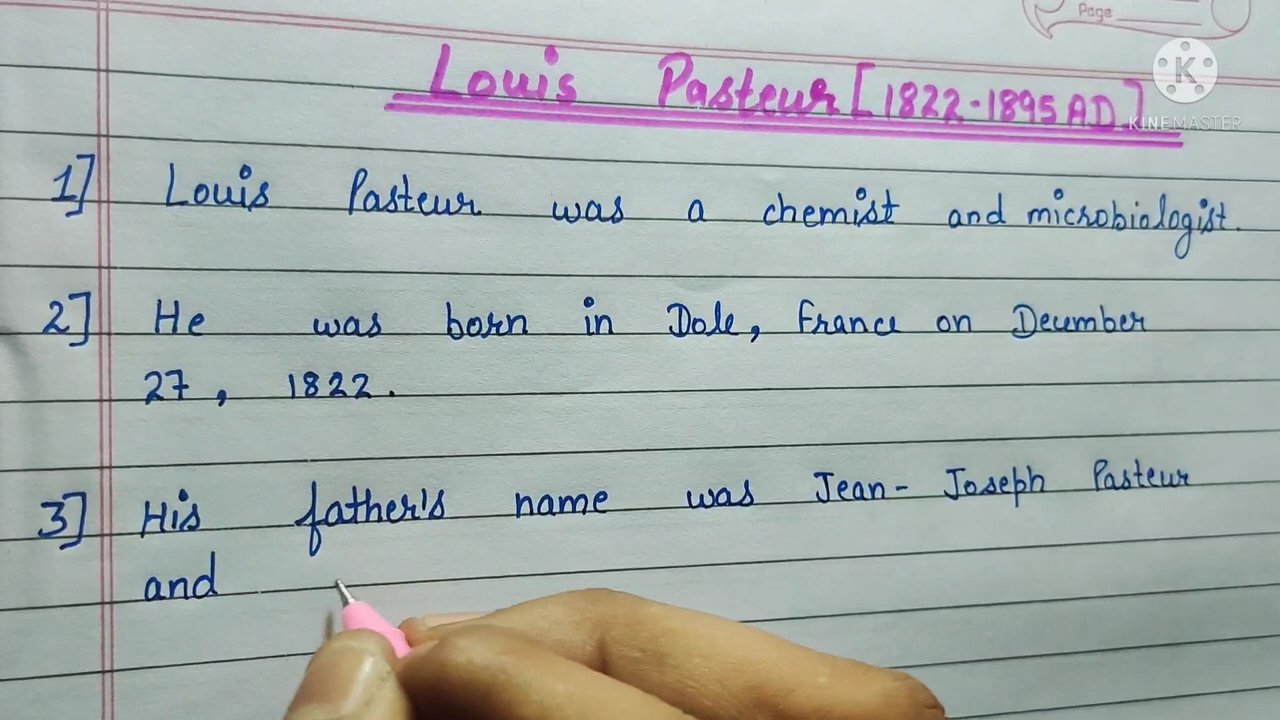 Page
Louis Pasteur [1822-1895 AD]
KINEMASTER
1] Louis Pasteur was a chemist and microbiologist.
2] He was born in Dole, France on December
27, 1822.
3] His father's name was Jean-Joseph Pasteur
and